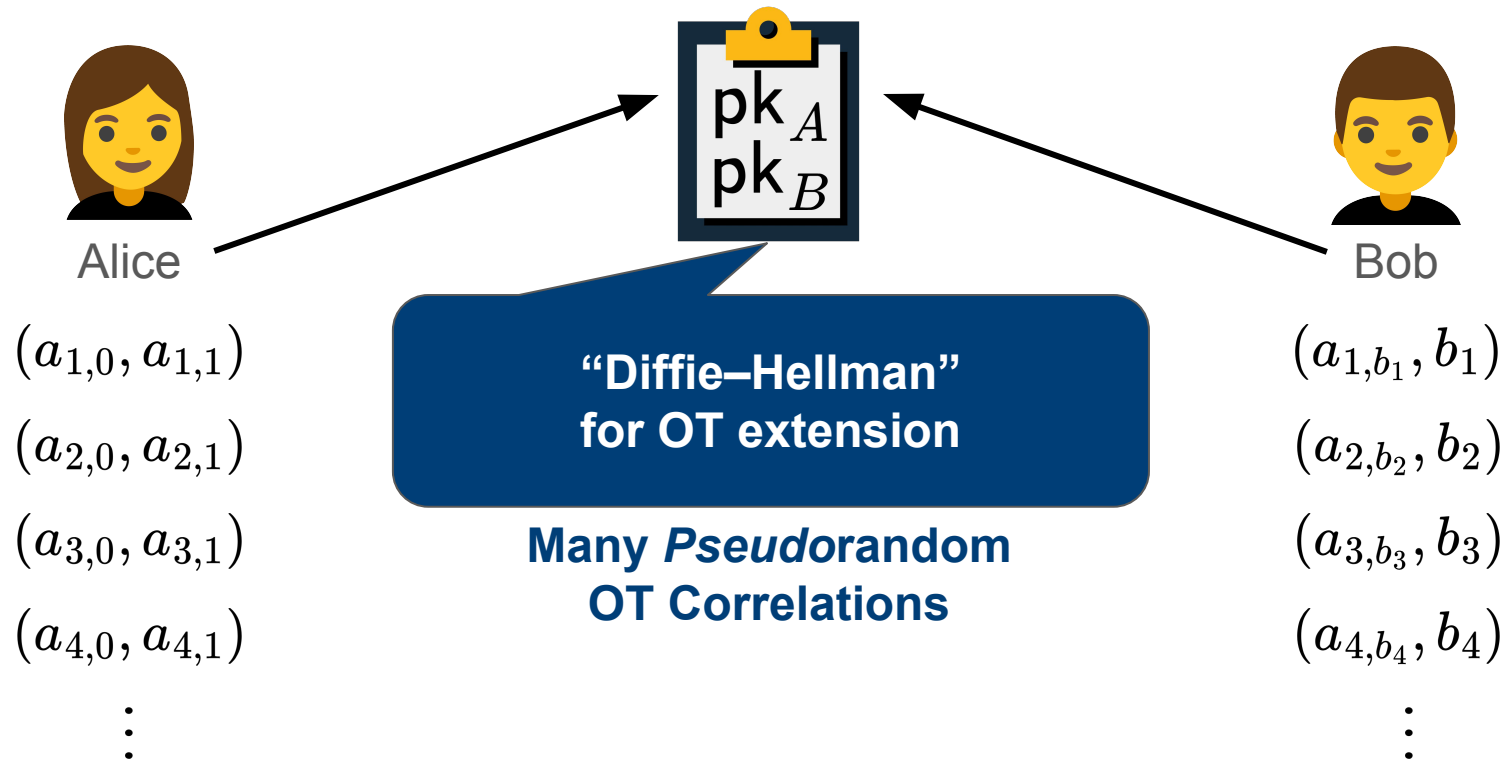 pk_A
pk_B
Alice
Bob
“Diffie–Hellman”
for OT extension
Many Pseudorandom
OT Correlations
(a_{1,0}, a_{1,1})
(a_{2,0}, a_{2,1})
(a_{3,0}, a_{3,1})
(a_{4,0}, a_{4,1})
⋮
(a_{1,b_1}, b_1)
(a_{2,b_2}, b_2)
(a_{3,b_3}, b_3)
(a_{4,b_4}, b_4)
⋮